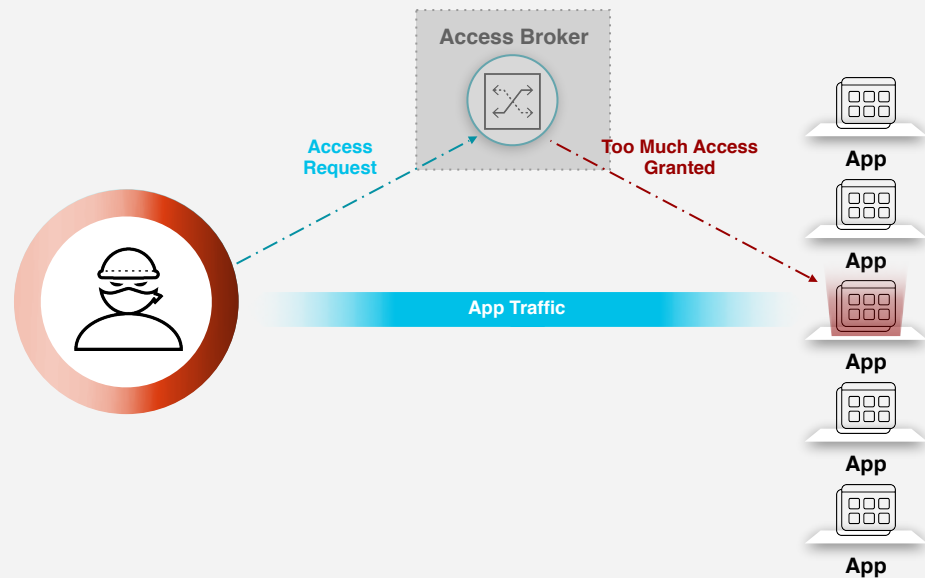 Access Broker
Access
Request
Too Much Access
Granted
App
App
App Traffic
App
App
App